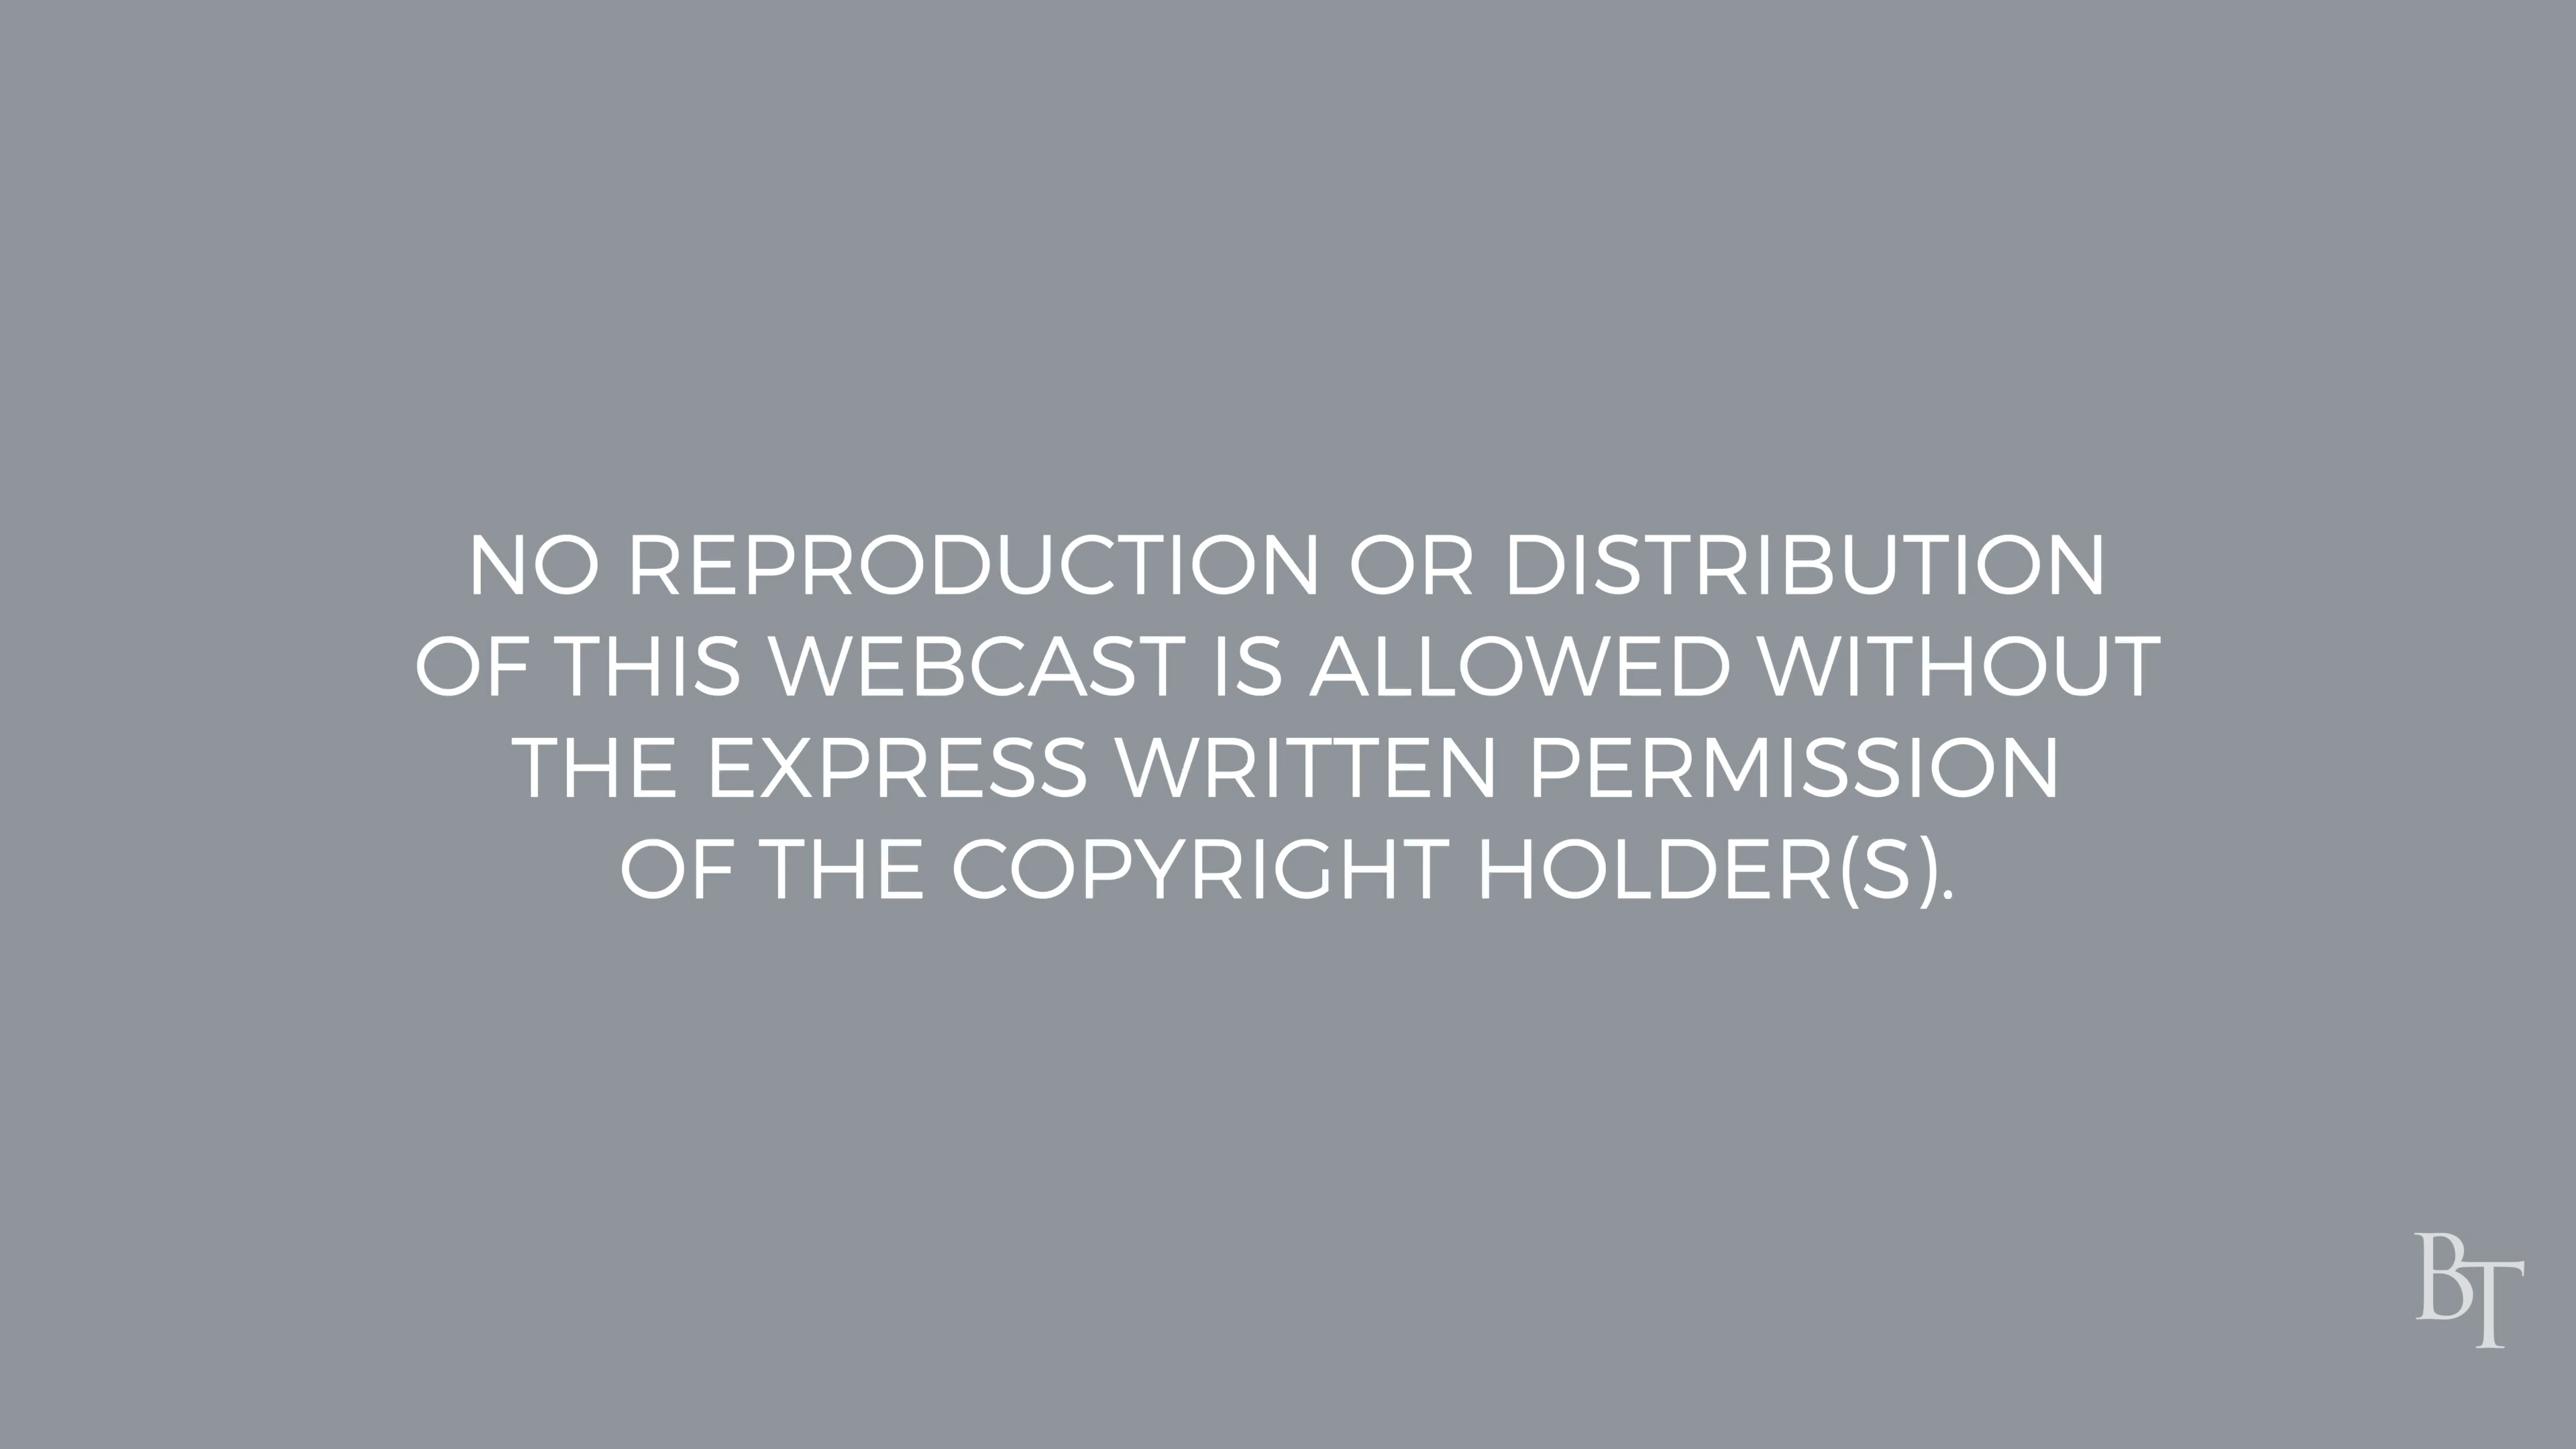 NO REPRODUCTION OR DISTRIBUTION
OF THIS WEBCAST IS ALLOWED WITHOUT
THE EXPRESS WRITTEN PERMISSION
OF THE COPYRIGHT HOLDER(S).
BT